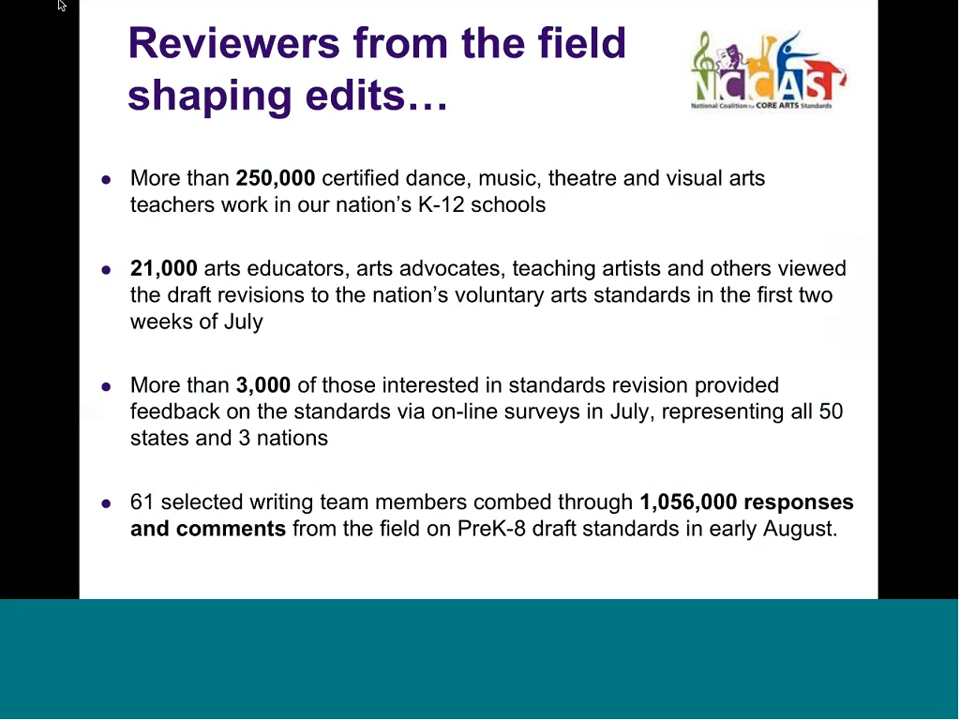 Reviewers from the field
shaping edits…
NCCAS
National Coalition for CORE ARTS Standards
● More than 250,000 certified dance, music, theatre and visual arts
teachers work in our nation’s K-12 schools
● 21,000 arts educators, arts advocates, teaching artists and others viewed
the draft revisions to the nation’s voluntary arts standards in the first two
weeks of July
● More than 3,000 of those interested in standards revision provided
feedback on the standards via on-line surveys in July, representing all 50
states and 3 nations
● 61 selected writing team members combed through 1,056,000 responses
and comments from the field on PreK-8 draft standards in early August.